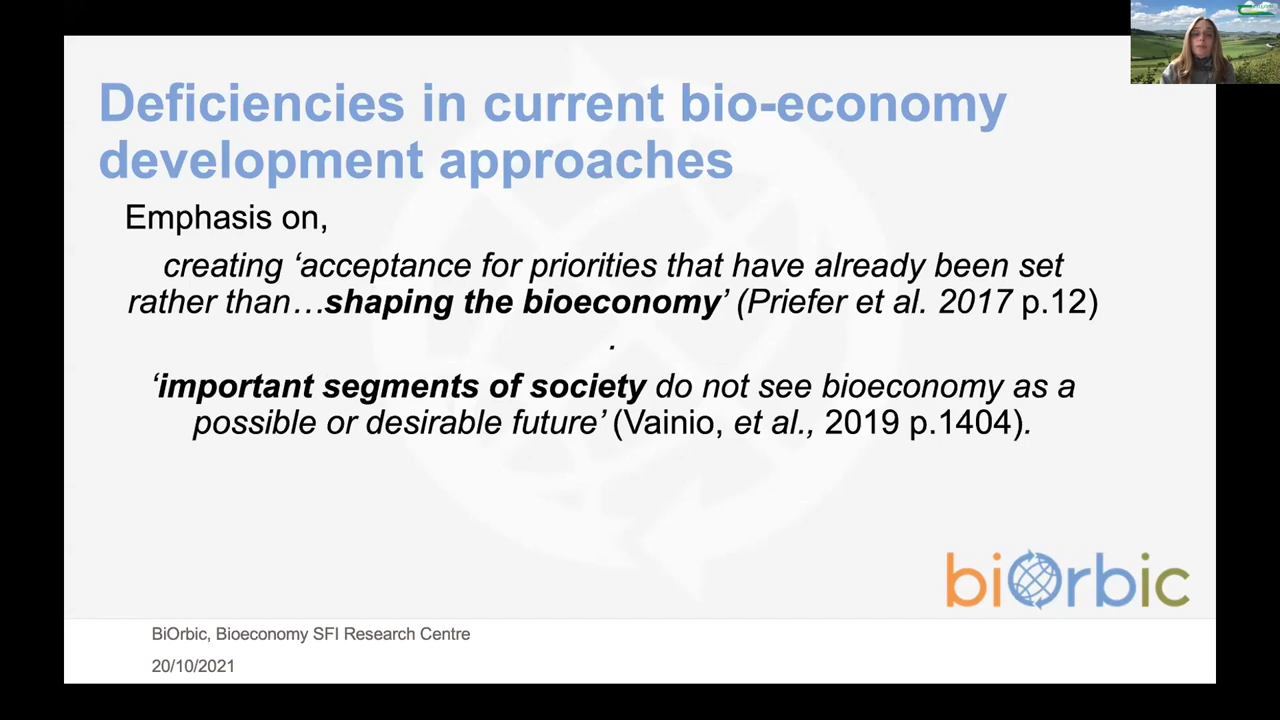 Deficiencies in current bio-economy
development approaches
Emphasis on,
creating ‘acceptance for priorities that have already been set
rather than…shaping the bioeconomy’ (Priefer et al. 2017 p.12)
.
‘important segments of society do not see bioeconomy as a
possible or desirable future’ (Vainio, et al., 2019 p.1404).
biOrbic
BiOrbic, Bioeconomy SFI Research Centre
20/10/2021